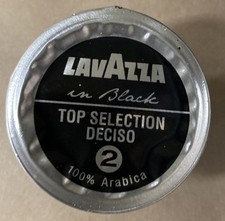 LAVAZZA
in Black
TOP SELECTION
DECISO
2
100% Arabica